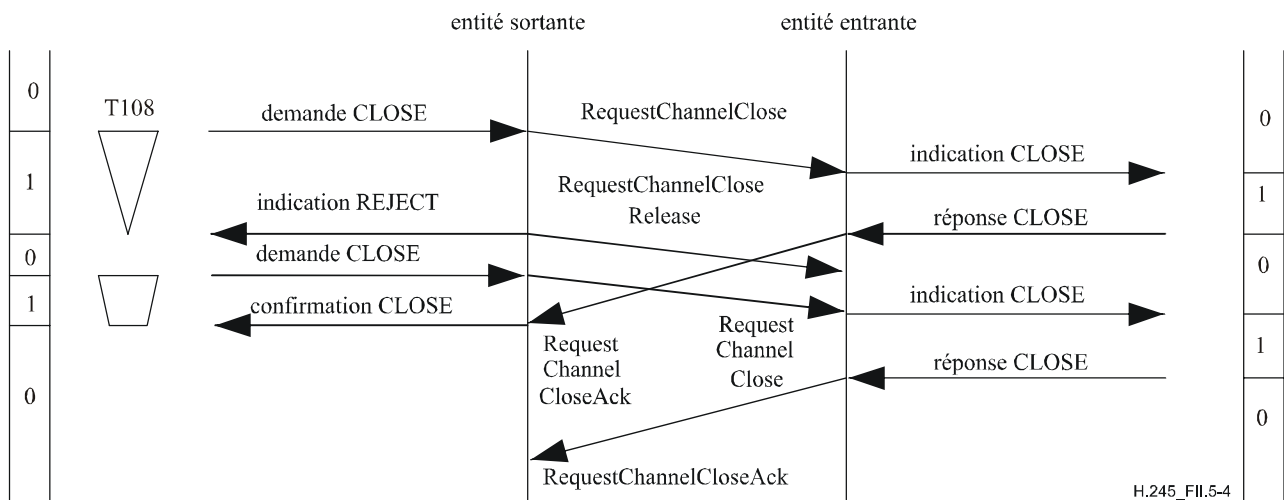 entité sortante
entité entrante
0
T108
demande CLOSE
RequestChannelClose
0
indication CLOSE
1
RequestChannelClose
Release
indication REJECT
1
réponse CLOSE
0
demande CLOSE
0
indication CLOSE
1
confirmation CLOSE
Request
Channel
CloseAck
Request
Channel
Close
1
réponse CLOSE
0
0
RequestChannelCloseAck
H.245_FII.5-4